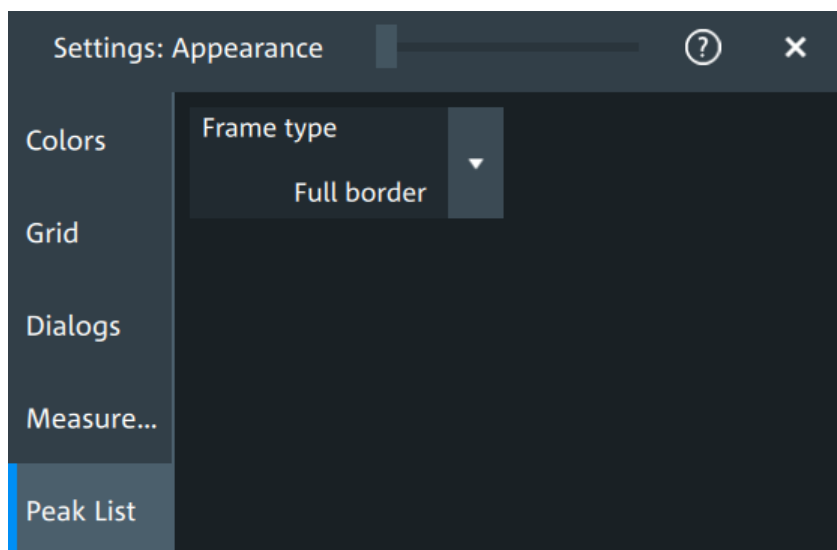 Settings: Appearance
?
Colors
Frame type
Full border
Grid
Dialogs
Measure...
Peak List